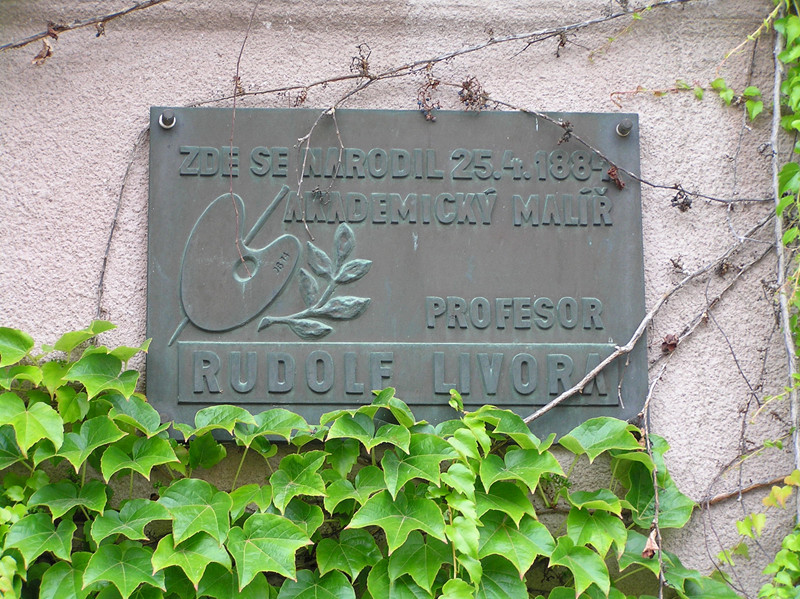 ZDE SE NARODIL 25.4.1884
AKADEMICKÝ MALÍŘ
PROFESOR
RUDOLF LIVORA